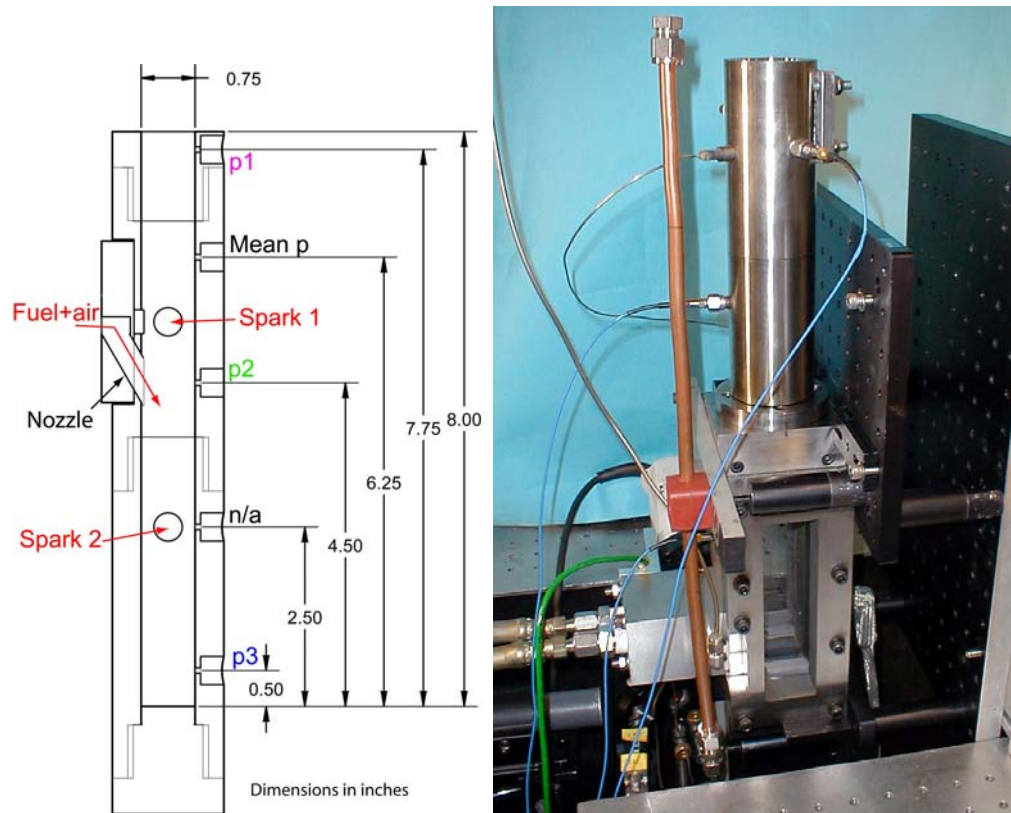 0.75
p1
Mean p
Fuel+air
Spark 1
p2
Nozzle
8.00
7.75
6.25
n/a
4.50
Spark 2
2.50
p3
0.50
Dimensions in inches